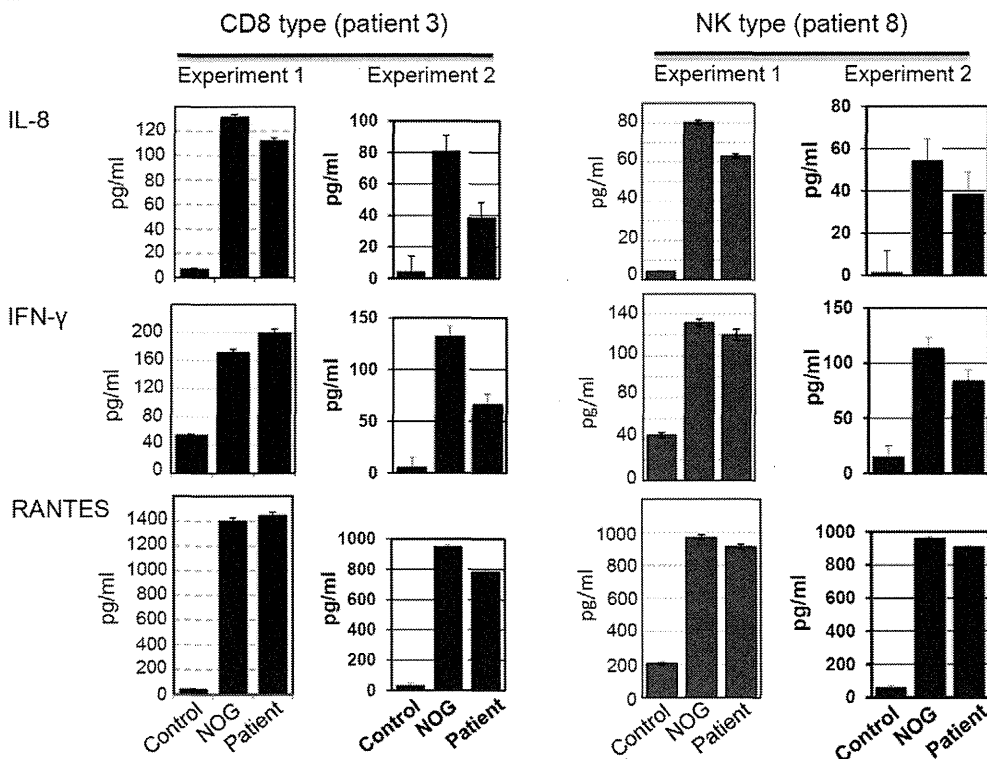 CD8 type (patient 3)
NK type (patient 8)
Experiment 1
Experiment 2
Experiment 1
Experiment 2
IL-8
pg/ml
120
100
80
60
40
20
0
pg/ml
100
80
60
40
20
0
pg/ml
80
60
40
20
0
pg/ml
80
60
40
20
0
IFN-γ
pg/ml
200
160
120
80
40
0
pg/ml
150
100
50
0
pg/ml
120
100
80
40
0
pg/ml
150
100
50
0
RANTES
pg/ml
1400
1200
1000
800
600
400
200
0
pg/ml
1000
800
600
400
200
0
pg/ml
1000
800
600
400
200
0
pg/ml
1000
800
600
400
200
0
Control
NOG
Patient
Control
NOG
Patient
Control
NOG
Patient
Control
NOG
Patient